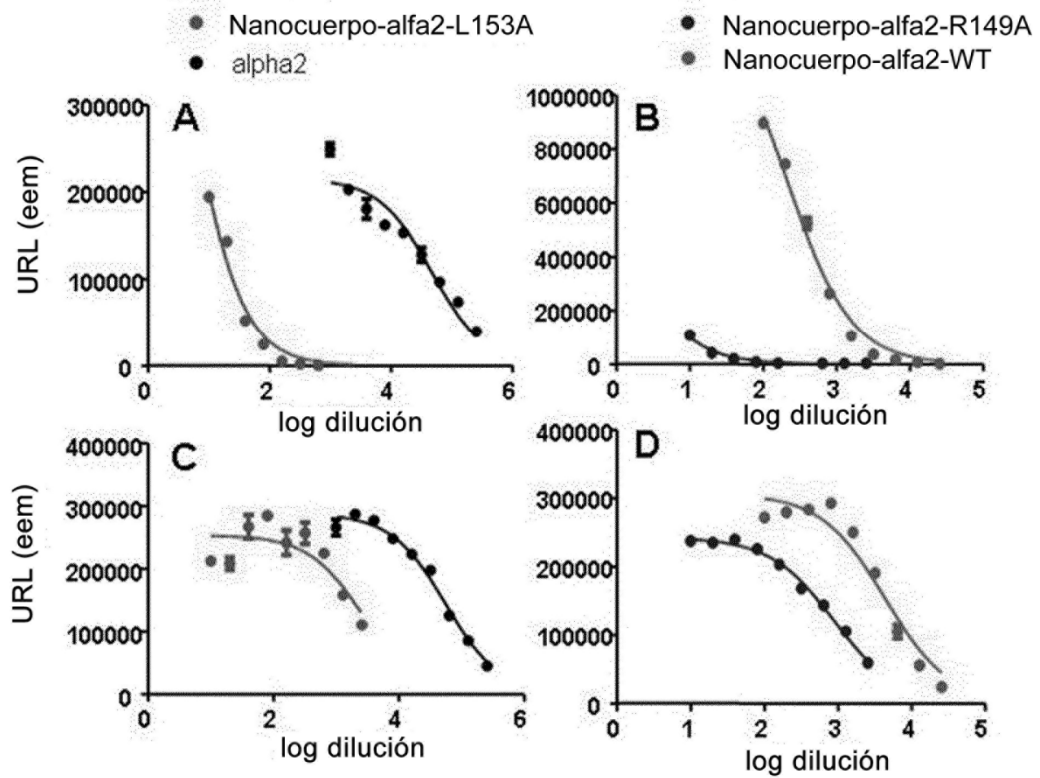 Nanocuerpo-alfa2-L153A
alpha2
Nanocuerpo-alfa2-R149A
Nanocuerpo-alfa2-WT
A
URL (eem)
300000
200000
100000
0
0 2 4 6
log dilución
B
1000000
800000
600000
400000
200000
0
0 1 2 3 4 5
log dilución
C
URL (eem)
400000
300000
200000
100000
0
0 2 4 6
log dilución
D
400000
300000
200000
100000
0
0 1 2 3 4 5
log dilución